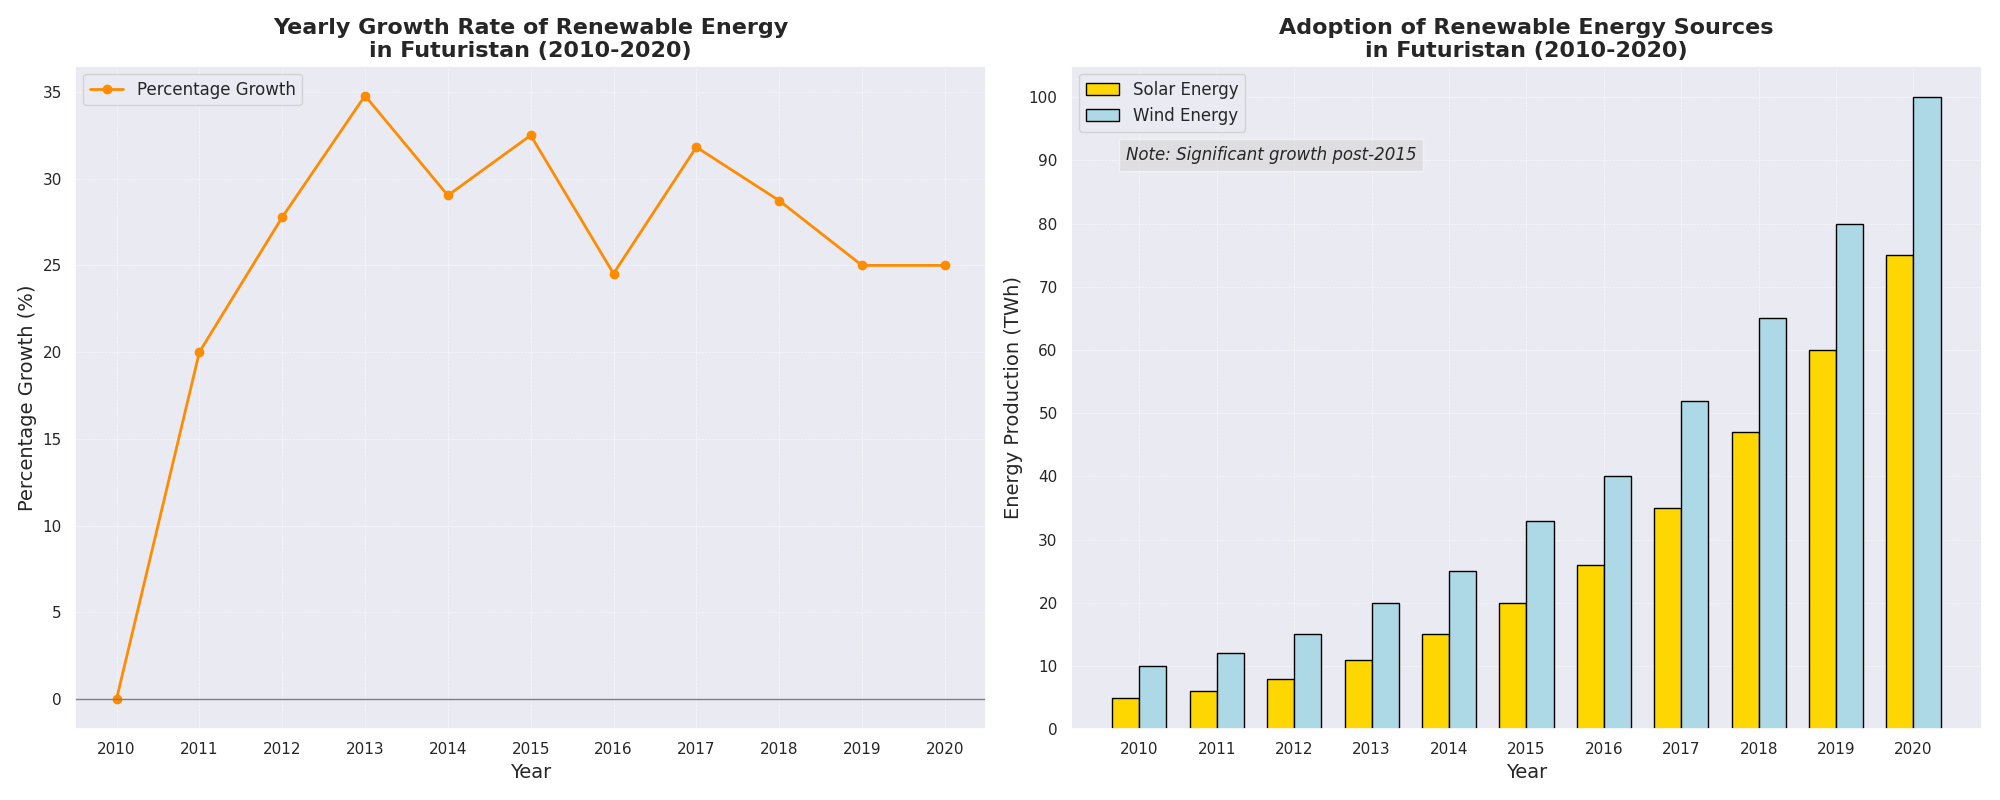 Yearly Growth Rate of Renewable Energy
in Futuristan (2010-2020)
Percentage Growth
35
30
25
20
15
10
5
0
Percentage Growth (%)
2010 2011 2012 2013 2014 2015 2016 2017 2018 2019 2020
Year
Adoption of Renewable Energy Sources
in Futuristan (2010-2020)
Solar Energy
Wind Energy
Note: Significant growth post-2015
100
90
80
70
60
50
40
30
20
10
0
Energy Production (TWh)
2010 2011 2012 2013 2014 2015 2016 2017 2018 2019 2020
Year